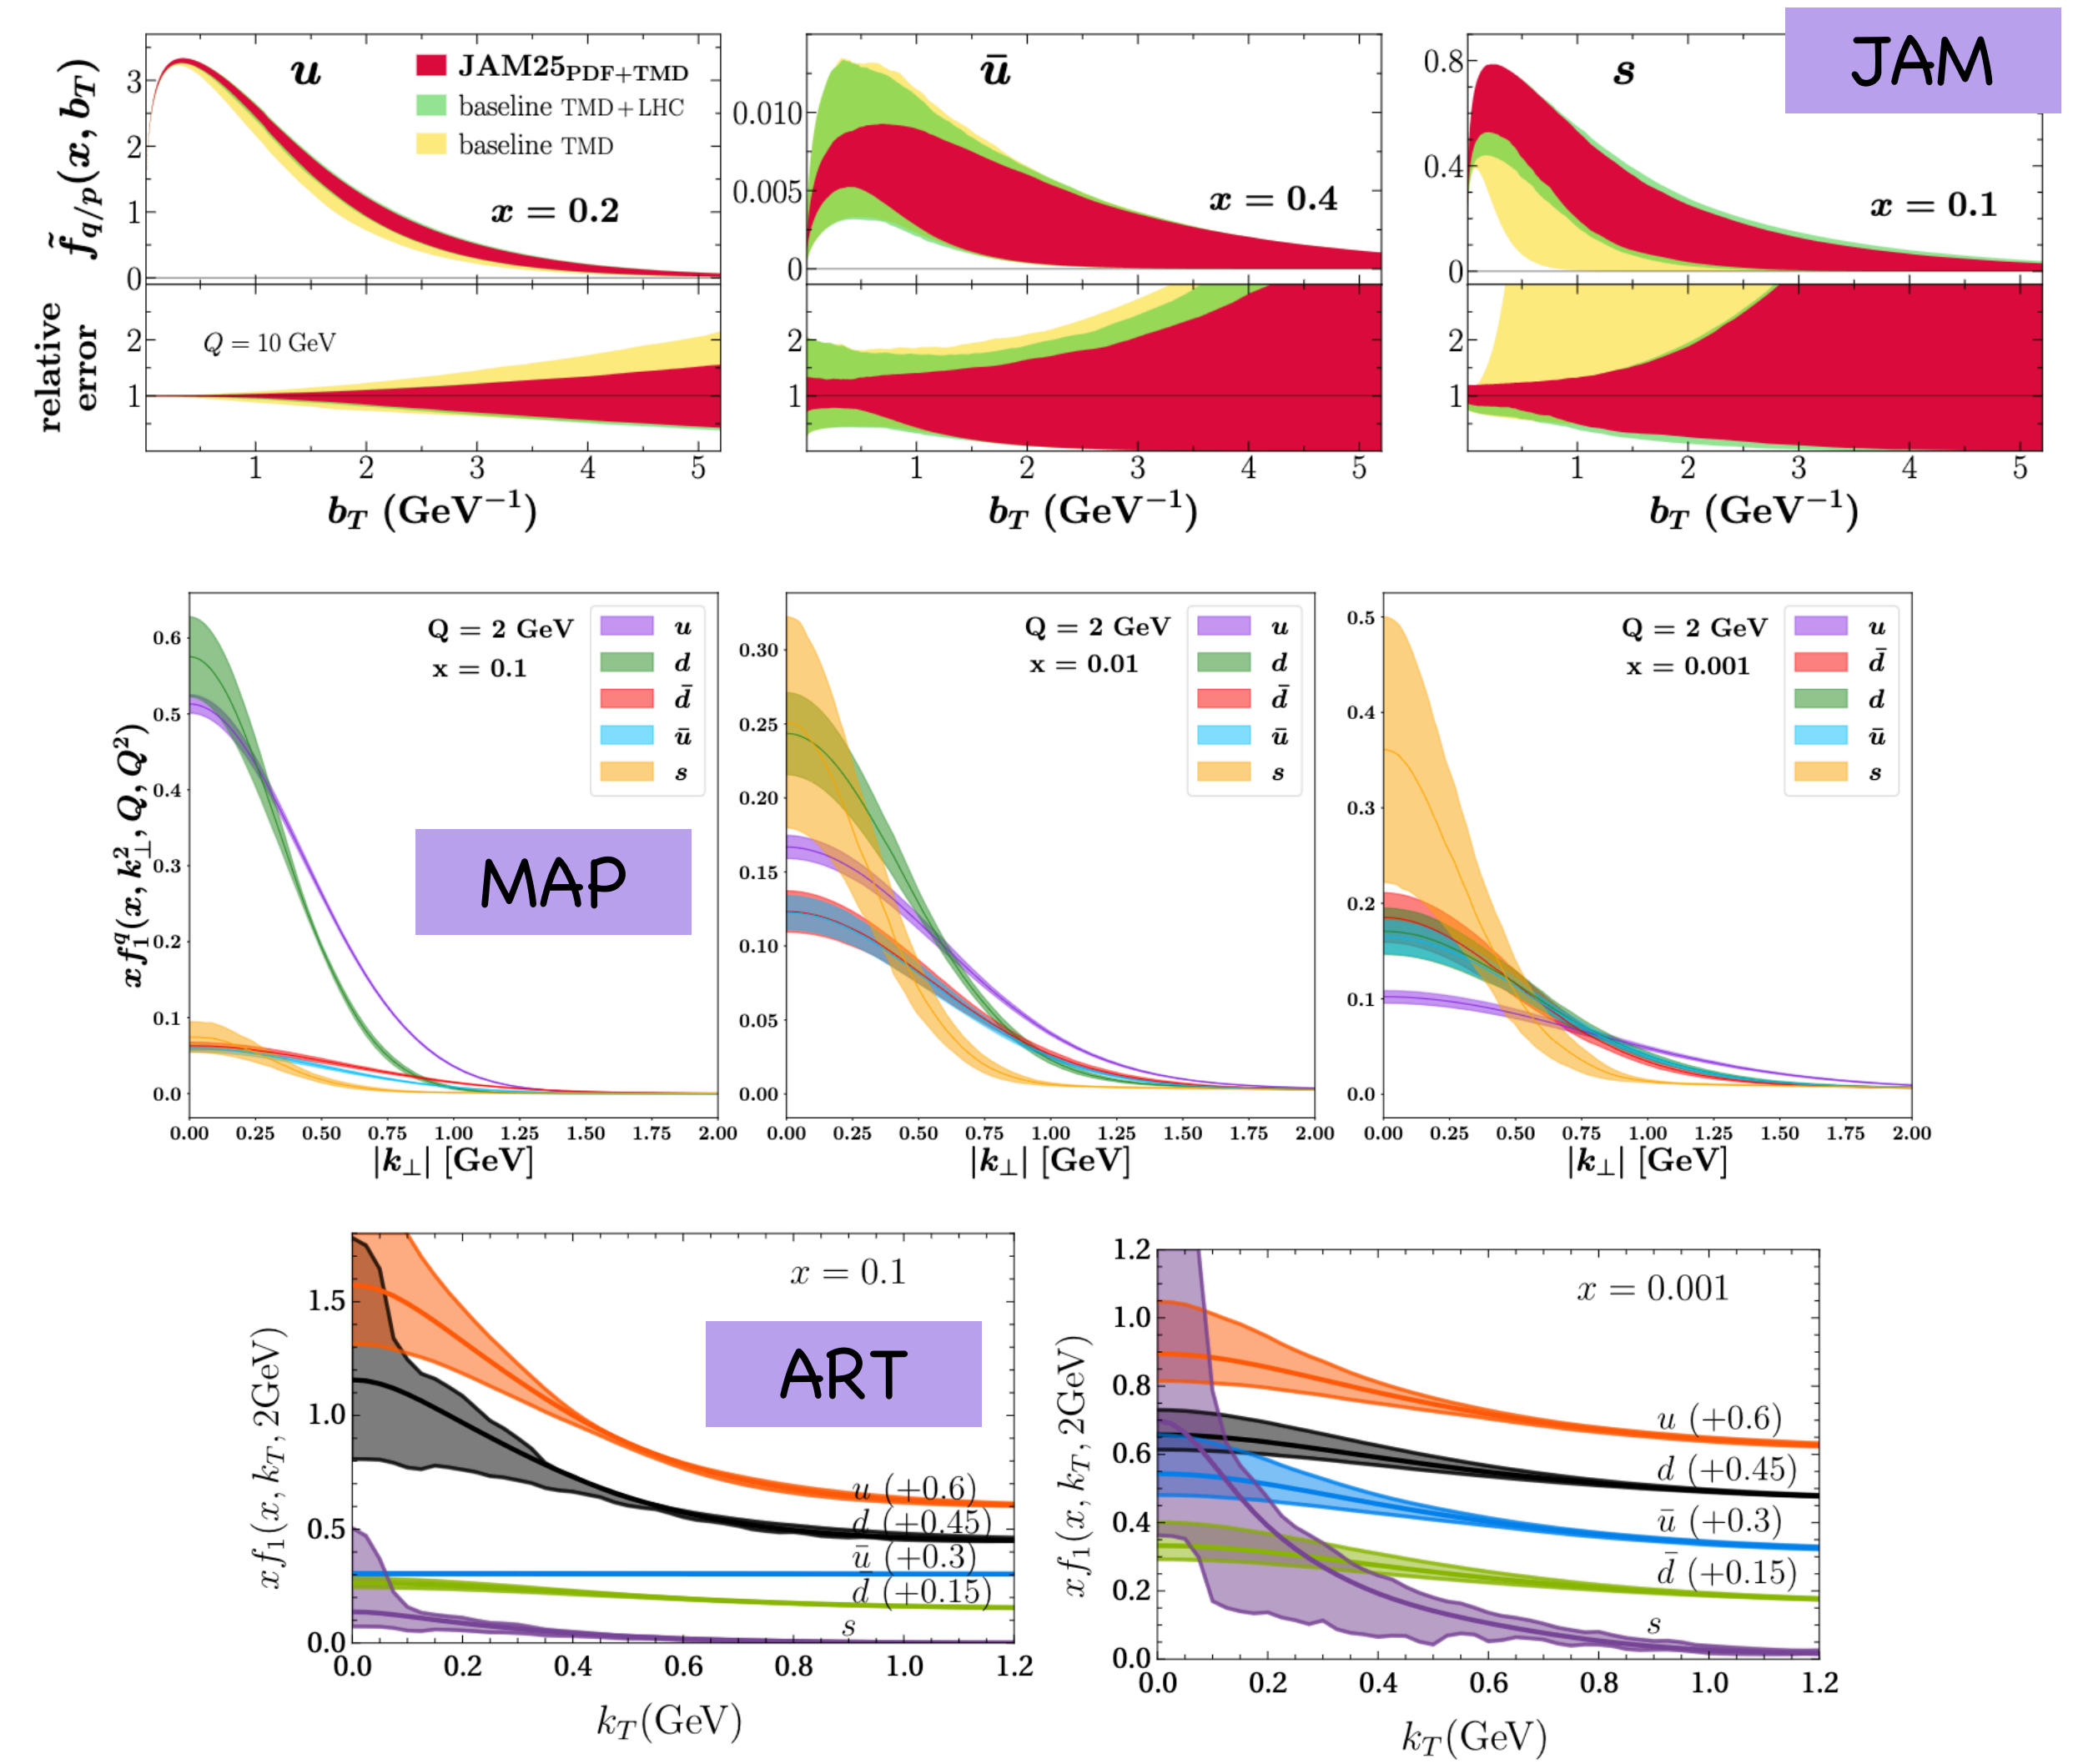 JAM
u
JAM25PDF+TMD
baseline TMD+LHC
baseline TMD
x = 0.2
f̃q/p(x, bT)
3
2
1
0
ū
x = 0.4
0.010
0.005
0
s
x = 0.1
0.8
0.4
0
relative
error
Q = 10 GeV
2
1
2
1
2
1
1 2 3 4 5
1 2 3 4 5
1 2 3 4 5
bT (GeV⁻¹)
bT (GeV⁻¹)
bT (GeV⁻¹)
MAP
xf₁^q(x, k⊥², Q, Q²)
Q = 2 GeV
x = 0.1
u
d
d̄
ū
s
0.6
0.5
0.4
0.3
0.2
0.1
0.0
0.00 0.25 0.50 0.75 1.00 1.25 1.50 1.75 2.00
|k⊥| [GeV]
Q = 2 GeV
x = 0.01
u
d
d̄
ū
s
0.30
0.25
0.20
0.15
0.10
0.05
0.00
0.00 0.25 0.50 0.75 1.00 1.25 1.50 1.75 2.00
|k⊥| [GeV]
Q = 2 GeV
x = 0.001
u
d̄
d
ū
s
0.5
0.4
0.3
0.2
0.1
0.0
0.00 0.25 0.50 0.75 1.00 1.25 1.50 1.75 2.00
|k⊥| [GeV]
ART
x = 0.1
xf₁(x, kT, 2GeV)
1.5
1.0
0.5
0.0
u (+0.6)
d (+0.45)
ū (+0.3)
d̄ (+0.15)
s
0.0 0.2 0.4 0.6 0.8 1.0 1.2
kT(GeV)
x = 0.001
xf₁(x, kT, 2GeV)
1.2
1.0
0.8
0.6
0.4
0.2
0.0
u (+0.6)
d (+0.45)
ū (+0.3)
d̄ (+0.15)
s
0.0 0.2 0.4 0.6 0.8 1.0 1.2
kT(GeV)